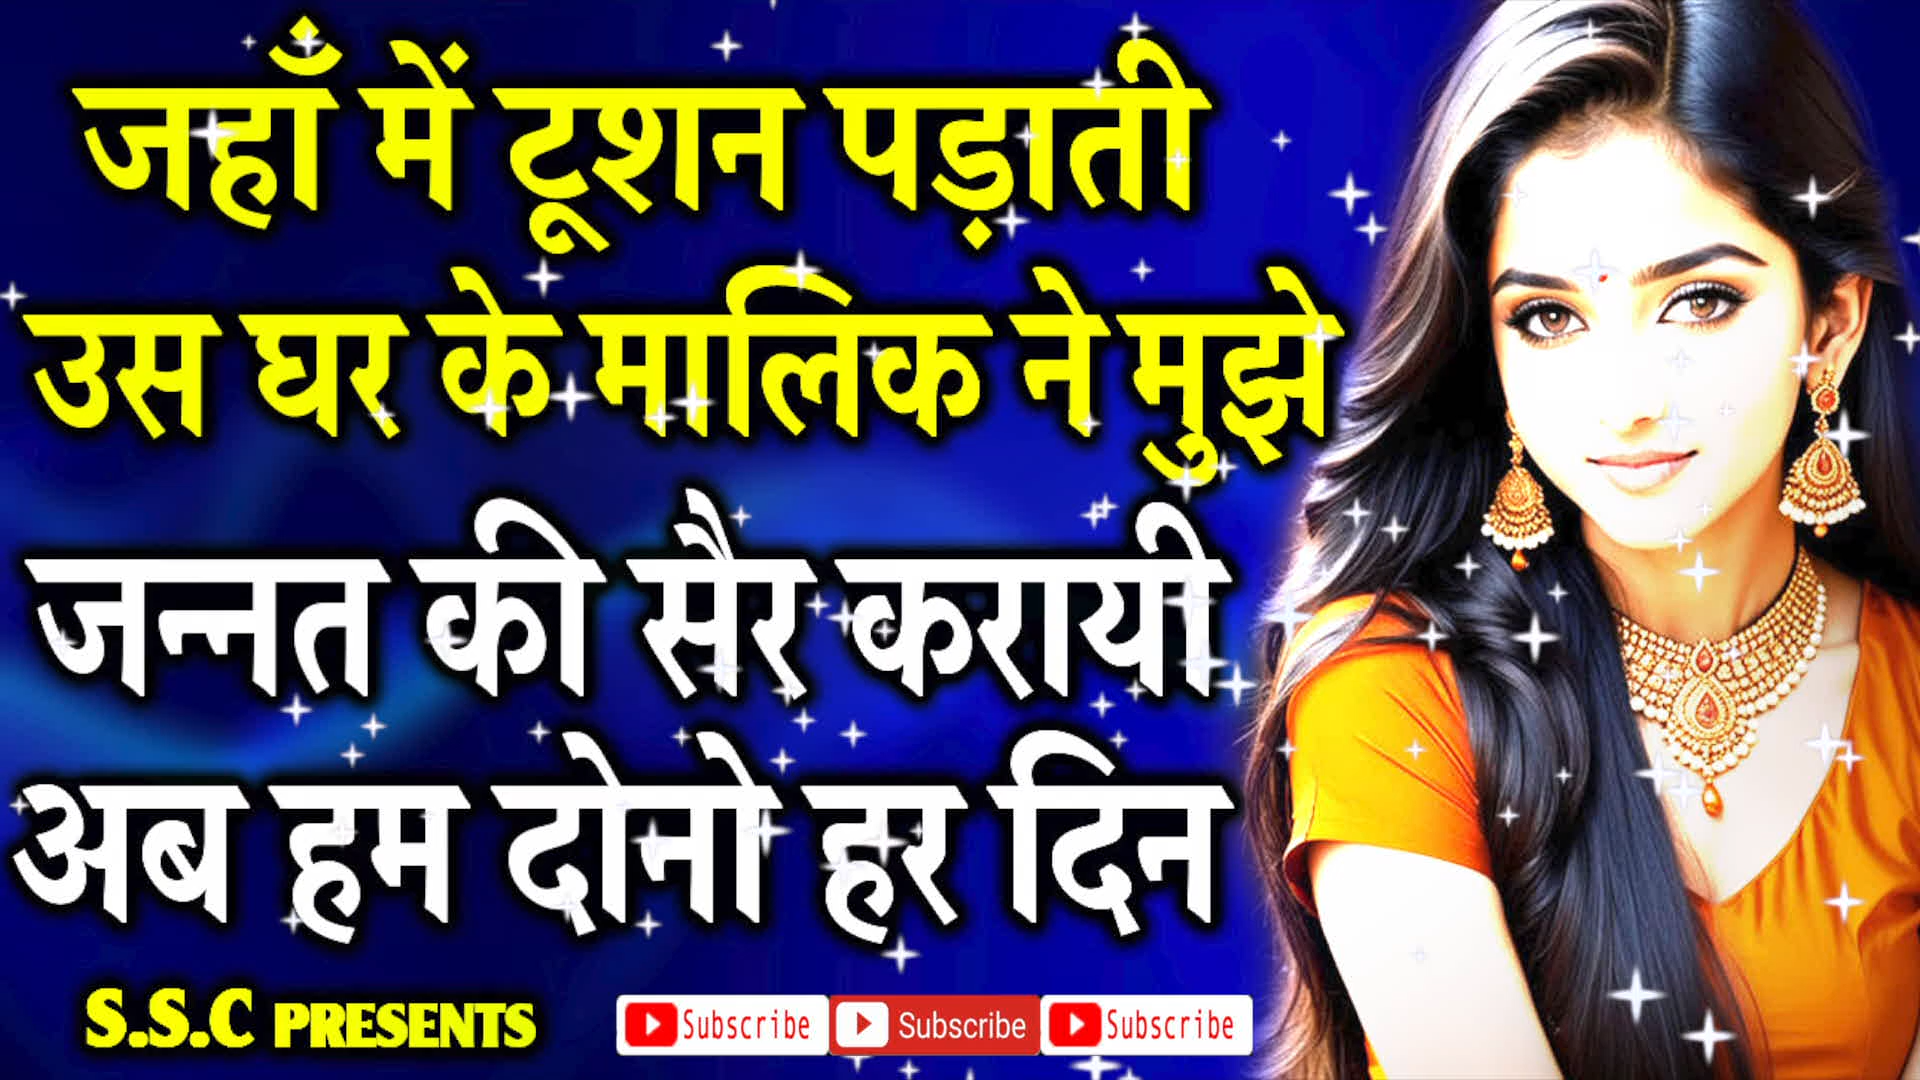 जहाँ में टूशन पड़ाती
उस घर के मालिक ने मुझे
जन्नत की सैर करायी
अब हम दोनो हर दिन
S.S.C PRESENTS
Subscribe Subscribe Subscribe